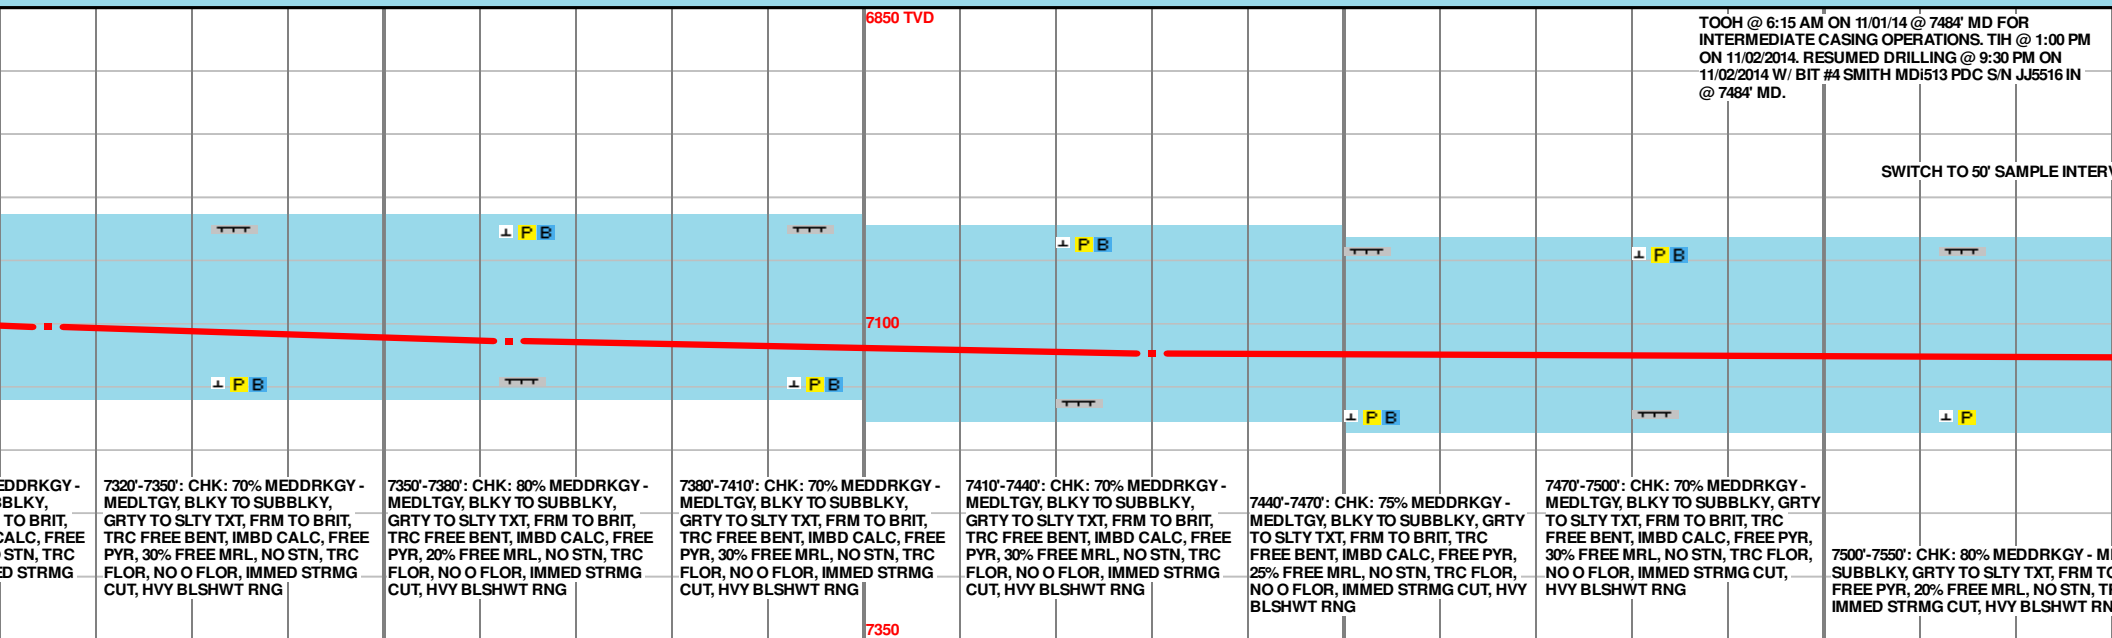 6850 TVD
TOOH @ 6:15 AM ON 11/01/14 @ 7484' MD FOR
INTERMEDIATE CASING OPERATIONS. TIH @ 1:00 PM
ON 11/02/2014. RESUMED DRILLING @ 9:30 PM ON
11/02/2014 W/ BIT #4 SMITH MDi513 PDC S/N JJ5516 IN
@ 7484' MD.
SWITCH TO 50' SAMPLE INTERV
P B
P B
P B
7100
P B
P B
P B
P
EDDRKGY -
BBLKY,
TO BRIT,
CALC, FREE
STN, TRC
ED STRMG
7320'-7350': CHK: 70% MEDDRKGY -
MEDLTGY, BLKY TO SUBBLKY,
GRTY TO SLTY TXT, FRM TO BRIT,
TRC FREE BENT, IMBD CALC, FREE
PYR, 30% FREE MRL, NO STN, TRC
FLOR, NO O FLOR, IMMED STRMG
CUT, HVY BLSHWT RNG
7350'-7380': CHK: 80% MEDDRKGY -
MEDLTGY, BLKY TO SUBBLKY,
GRTY TO SLTY TXT, FRM TO BRIT,
TRC FREE BENT, IMBD CALC, FREE
PYR, 20% FREE MRL, NO STN, TRC
FLOR, NO O FLOR, IMMED STRMG
CUT, HVY BLSHWT RNG
7380'-7410': CHK: 70% MEDDRKGY -
MEDLTGY, BLKY TO SUBBLKY,
GRTY TO SLTY TXT, FRM TO BRIT,
TRC FREE BENT, IMBD CALC, FREE
PYR, 30% FREE MRL, NO STN, TRC
FLOR, NO O FLOR, IMMED STRMG
CUT, HVY BLSHWT RNG
7410'-7440': CHK: 70% MEDDRKGY -
MEDLTGY, BLKY TO SUBBLKY,
GRTY TO SLTY TXT, FRM TO BRIT,
TRC FREE BENT, IMBD CALC, FREE
PYR, 30% FREE MRL, NO STN, TRC
FLOR, NO O FLOR, IMMED STRMG
CUT, HVY BLSHWT RNG
7440'-7470': CHK: 75% MEDDRKGY -
MEDLTGY, BLKY TO SUBBLKY, GRTY
TO SLTY TXT, FRM TO BRIT, TRC
FREE BENT, IMBD CALC, FREE PYR,
25% FREE MRL, NO STN, TRC FLOR,
NO O FLOR, IMMED STRMG CUT, HVY
BLSHWT RNG
7470'-7500': CHK: 70% MEDDRKGY -
MEDLTGY, BLKY TO SUBBLKY, GRTY
TO SLTY TXT, FRM TO BRIT, TRC
FREE BENT, IMBD CALC, FREE PYR,
30% FREE MRL, NO STN, TRC FLOR,
NO O FLOR, IMMED STRMG CUT,
HVY BLSHWT RNG
7500'-7550': CHK: 80% MEDDRKGY - M
SUBBLKY, GRTY TO SLTY TXT, FRM TO
FREE PYR, 20% FREE MRL, NO STN, T
IMMED STRMG CUT, HVY BLSHWT RN
7350